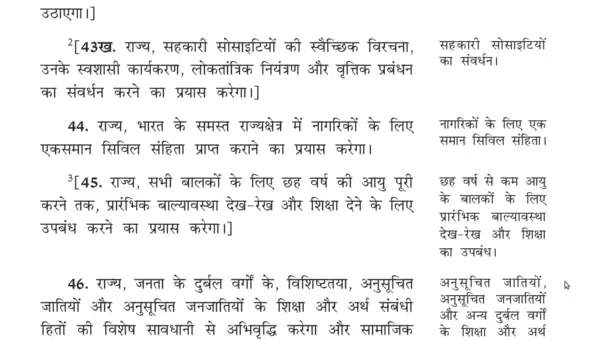 उठाएगा।]
²[43ख. राज्य, सहकारी सोसाइटियों की स्वैच्छिक विरचना,
उनके स्वशासी कार्यकरण, लोकतांत्रिक नियंत्रण और वृत्तिक प्रबंधन
का संवर्धन करने का प्रयास करेगा।]
सहकारी सोसाइटियों
का संवर्धन।
44. राज्य, भारत के समस्त राज्यक्षेत्र में नागरिकों के लिए
एकसमान सिविल संहिता प्राप्त कराने का प्रयास करेगा।
नागरिकों के लिए एक
समान सिविल संहिता।
³[45. राज्य, सभी बालकों के लिए छह वर्ष की आयु पूरी
करने तक, प्रारंभिक बाल्यावस्था देख-रेख और शिक्षा देने के लिए
उपबंध करने का प्रयास करेगा।]
छह वर्ष से कम आयु
के बालकों के लिए
प्रारंभिक बाल्यावस्था
देख-रेख और शिक्षा
का उपबंध।
46. राज्य, जनता के दुर्बल वर्गों के, विशिष्टतया, अनुसूचित
जातियों और अनुसूचित जनजातियों के शिक्षा और अर्थ संबंधी
हितों की विशेष सावधानी से अभिवृद्धि करेगा और सामाजिक
अनुसूचित जातियों,
अनुसूचित जनजातियों
और अन्य दुर्बल वर्गों
के शिक्षा और अर्थ